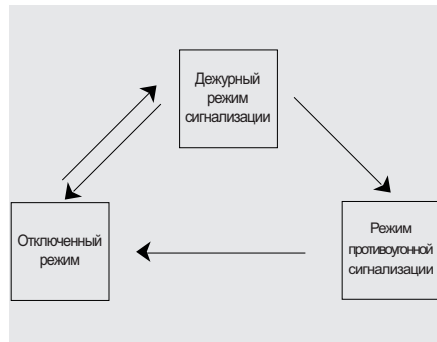 Дежурный
режим
сигнализации
Отключенный
режим
Режим
противоугонной
сигнализации